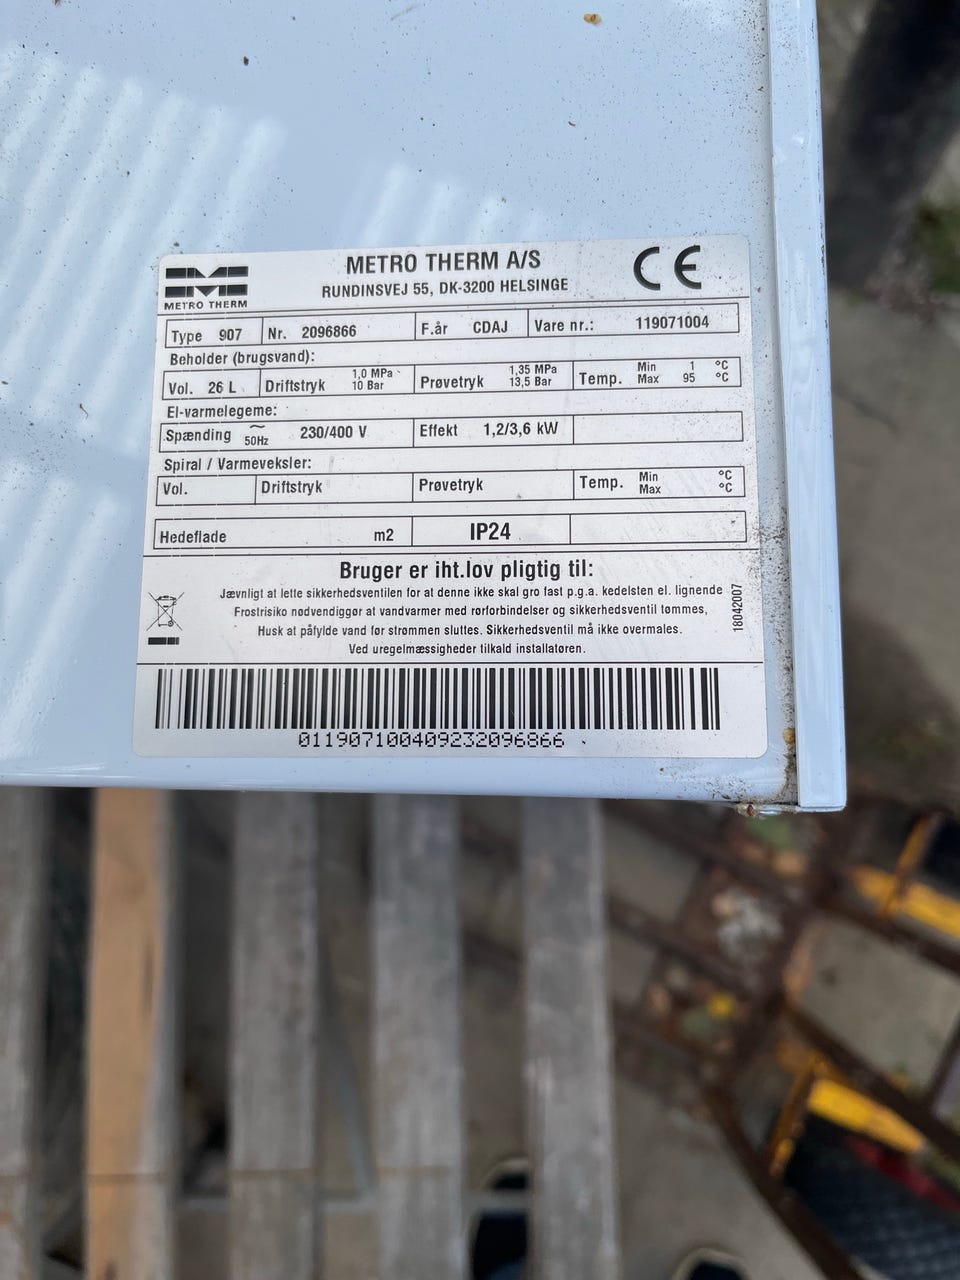 METRO THERM A/S
RUNDINSVEJ 55, DK-3200 HELSINGE
METRO THERM
CE
Type 907 Nr. 2096866 F.år CDAJ Vare nr.: 119071004
Beholder (brugsvand):
Vol. 26 L Driftstryk 1,0 MPa 10 Bar Prøvetryk 1,35 MPa 13,5 Bar Temp. Min 1 °C Max 95 °C
El-varmelegeme:
Spænding ~ 50Hz 230/400 V Effekt 1,2/3,6 kW
Spiral / Varmeveksler:
Vol. Driftstryk Prøvetryk Temp. Min °C Max °C
Hedeflade m2 IP24
Bruger er iht.lov pligtig til:
Jævnligt at lette sikkerhedsventilen for at denne ikke skal gro fast p.g.a. kedelsten el. lignende
Frostrisiko nødvendiggør at vandvarmer med rørforbindelser og sikkerhedsventil tømmes,
Husk at påfylde vand før strømmen sluttes. Sikkerhedsventil må ikke overmales.
Ved uregelmæssigheder tilkald installatøren.
18042007
011907100409232096866